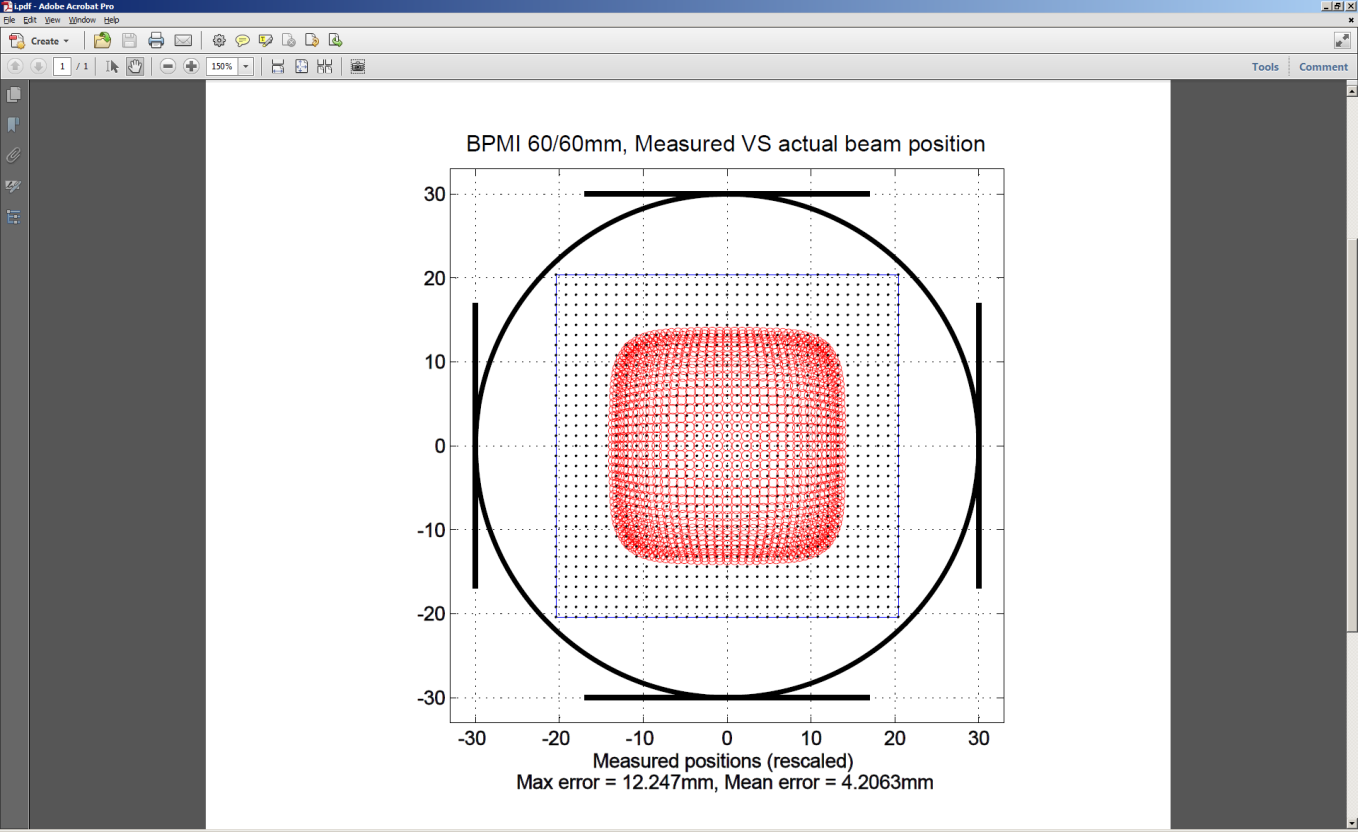 i.pdf - Adobe Acrobat Pro
File Edit View Window Help
Create
1 / 1 150% Tools Comment
BPMI 60/60mm, Measured VS actual beam position
30
20
10
0
-10
-20
-30
-30 -20 -10 0 10 20 30
Measured positions (rescaled)
Max error = 12.247mm, Mean error = 4.2063mm